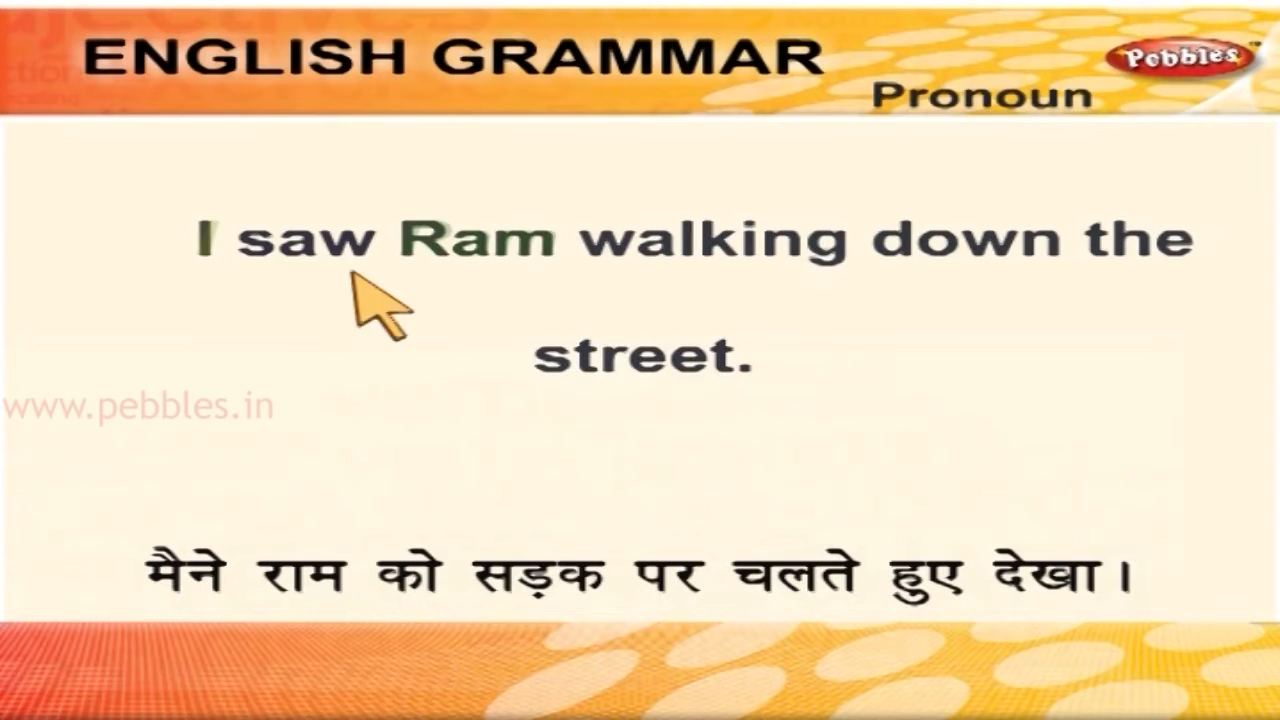 ENGLISH GRAMMAR
Pebbles
Pronoun
I saw Ram walking down the
street.
www.pebbles.in
मैने राम को सड़क पर चलते हुए देखा।